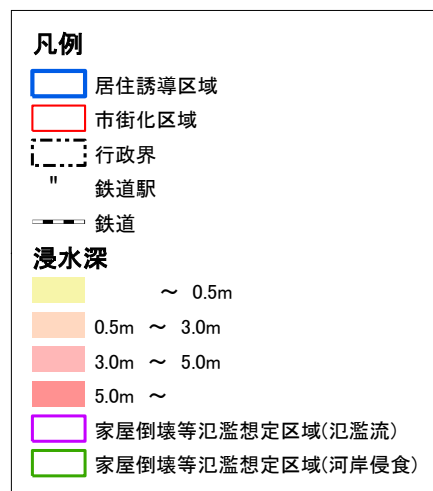 凡例
居住誘導区域
市街化区域
行政界
" 鉄道駅
鉄道
浸水深
～ 0.5m
0.5m ～ 3.0m
3.0m ～ 5.0m
5.0m ～
家屋倒壊等氾濫想定区域(氾濫流)
家屋倒壊等氾濫想定区域(河岸侵食)